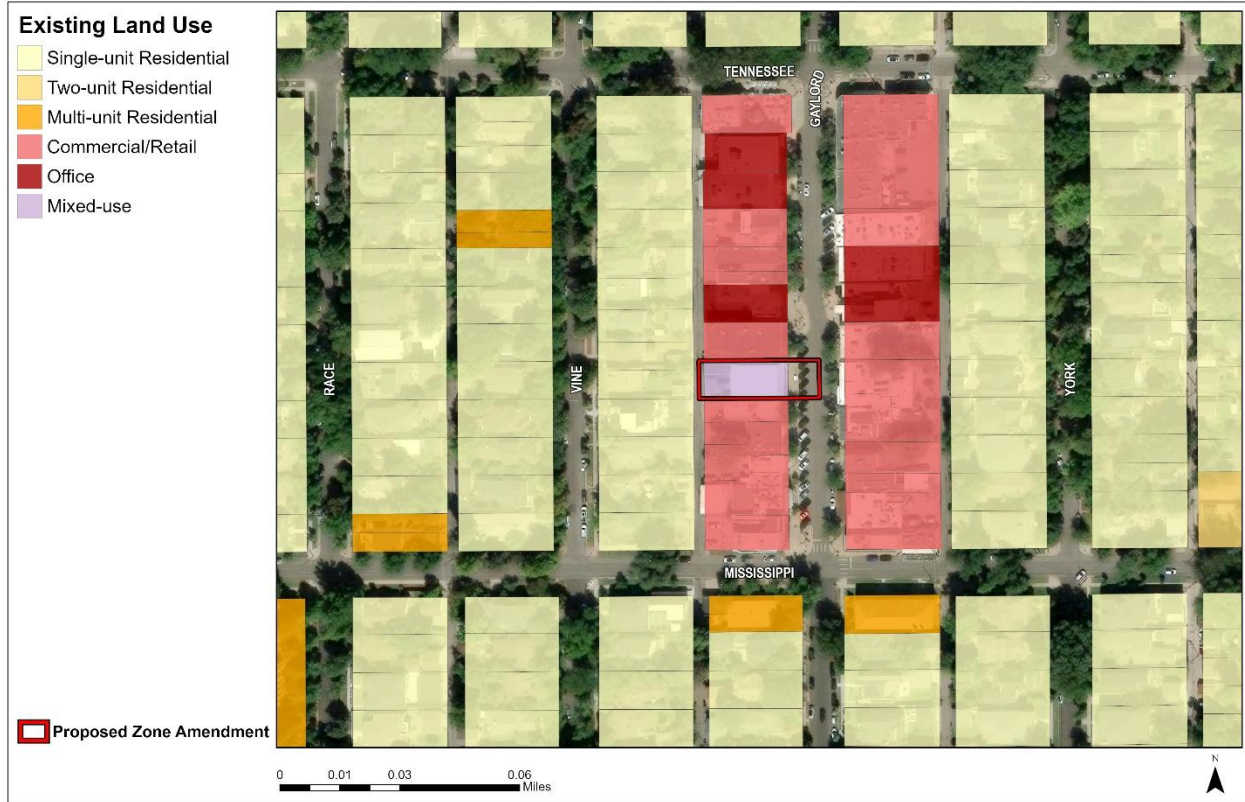 Existing Land Use
Single-unit Residential
Two-unit Residential
Multi-unit Residential
Commercial/Retail
Office
Mixed-use
TENNESSEE
GAYLORD
RACE
VINE
YORK
MISSISSIPPI
Proposed Zone Amendment
0 0.01 0.03 0.06
Miles
N